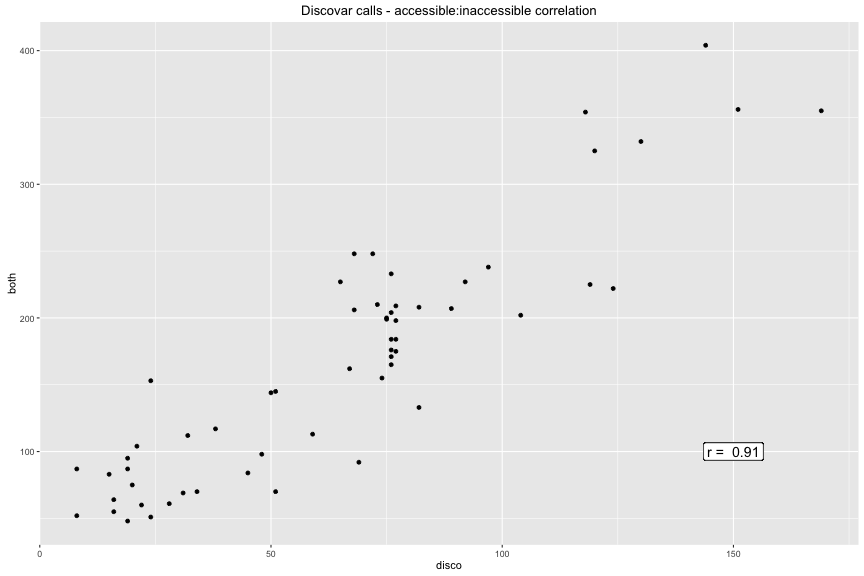 Discovar calls - accessible:inaccessible correlation
400
300
200
100
both
r = 0.91
0 50 100 150
disco